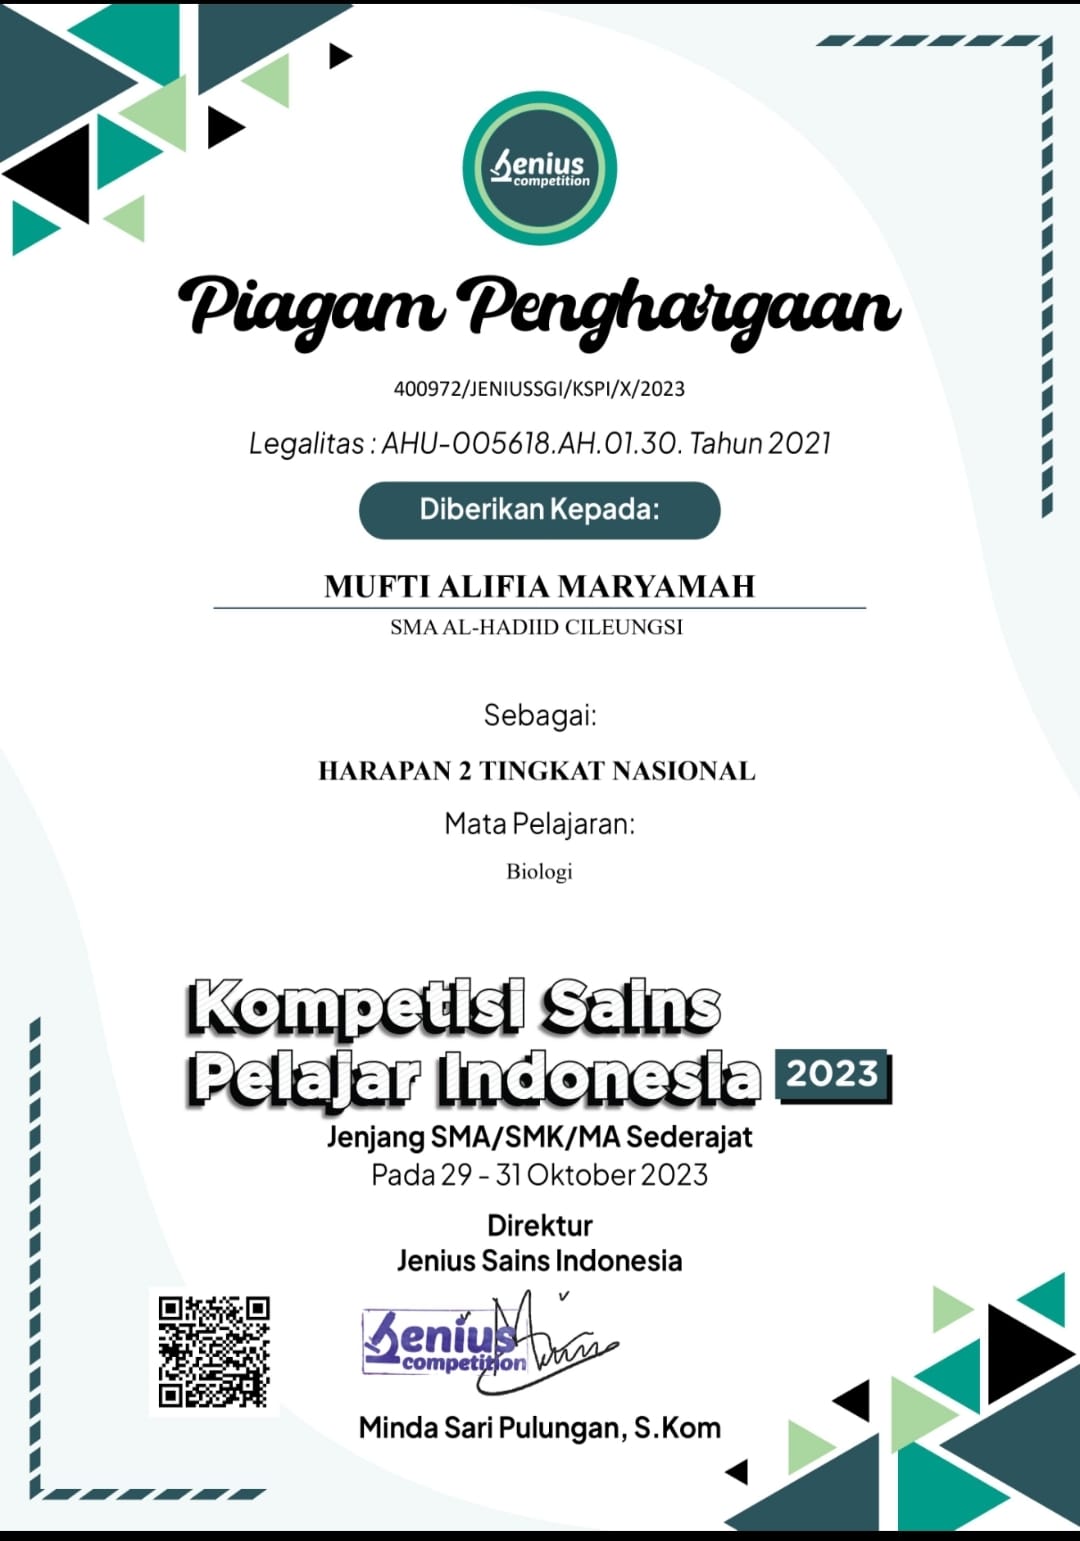 Jenius
competition
Piagam Penghargaan
400972/JENIUSSGI/KSPI/X/2023
Legalitas : AHU-005618.AH.01.30. Tahun 2021
Diberikan Kepada:
MUFTI ALIFIA MARYAMAH
SMA AL-HADIID CILEUNGSI
Sebagai:
HARAPAN 2 TINGKAT NASIONAL
Mata Pelajaran:
Biologi
Kompetisi Sains
Pelajar Indonesia 2023
Jenjang SMA/SMK/MA Sederajat
Pada 29 - 31 Oktober 2023
Direktur
Jenius Sains Indonesia
Jenius
competition
Minda Sari Pulungan, S.Kom